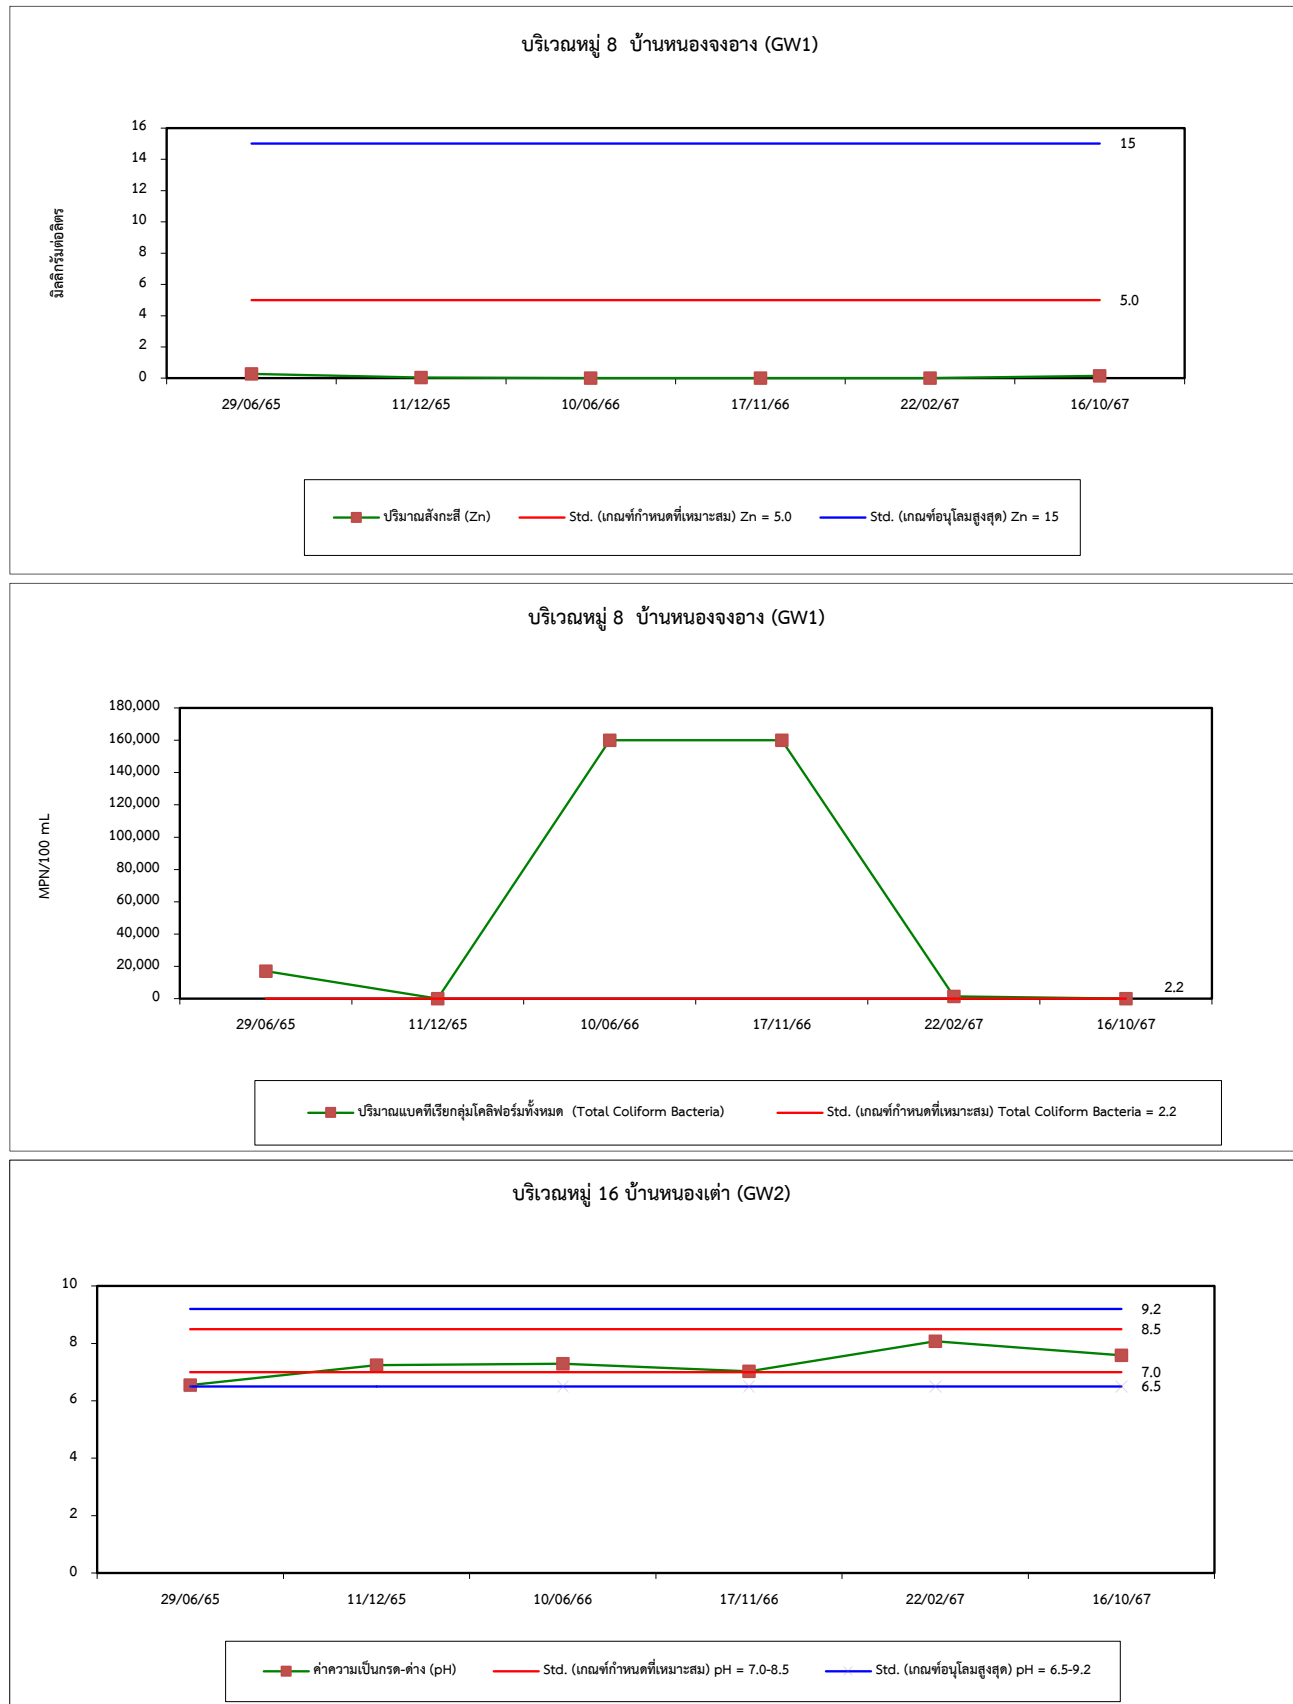 บริเวณหมู่ 8 บ้านหนองจงอาง (GW1)
มิลลิกรัมต่อลิตร
16
14
12
10
8
6
4
2
0
15
5.0
29/06/65 11/12/65 10/06/66 17/11/66 22/02/67 16/10/67
ปริมาณสังกะสี (Zn) Std. (เกณฑ์กำหนดที่เหมาะสม) Zn = 5.0 Std. (เกณฑ์อนุโลมสูงสุด) Zn = 15
บริเวณหมู่ 8 บ้านหนองจงอาง (GW1)
MPN/100 mL
180,000
160,000
140,000
120,000
100,000
80,000
60,000
40,000
20,000
0
2.2
29/06/65 11/12/65 10/06/66 17/11/66 22/02/67 16/10/67
ปริมาณแบคทีเรียกลุ่มโคลิฟอร์มทั้งหมด (Total Coliform Bacteria) Std. (เกณฑ์กำหนดที่เหมาะสม) Total Coliform Bacteria = 2.2
บริเวณหมู่ 16 บ้านหนองเต่า (GW2)
10
8
6
4
2
0
9.2
8.5
7.0
6.5
29/06/65 11/12/65 10/06/66 17/11/66 22/02/67 16/10/67
ค่าความเป็นกรด-ด่าง (pH) Std. (เกณฑ์กำหนดที่เหมาะสม) pH = 7.0-8.5 Std. (เกณฑ์อนุโลมสูงสุด) pH = 6.5-9.2